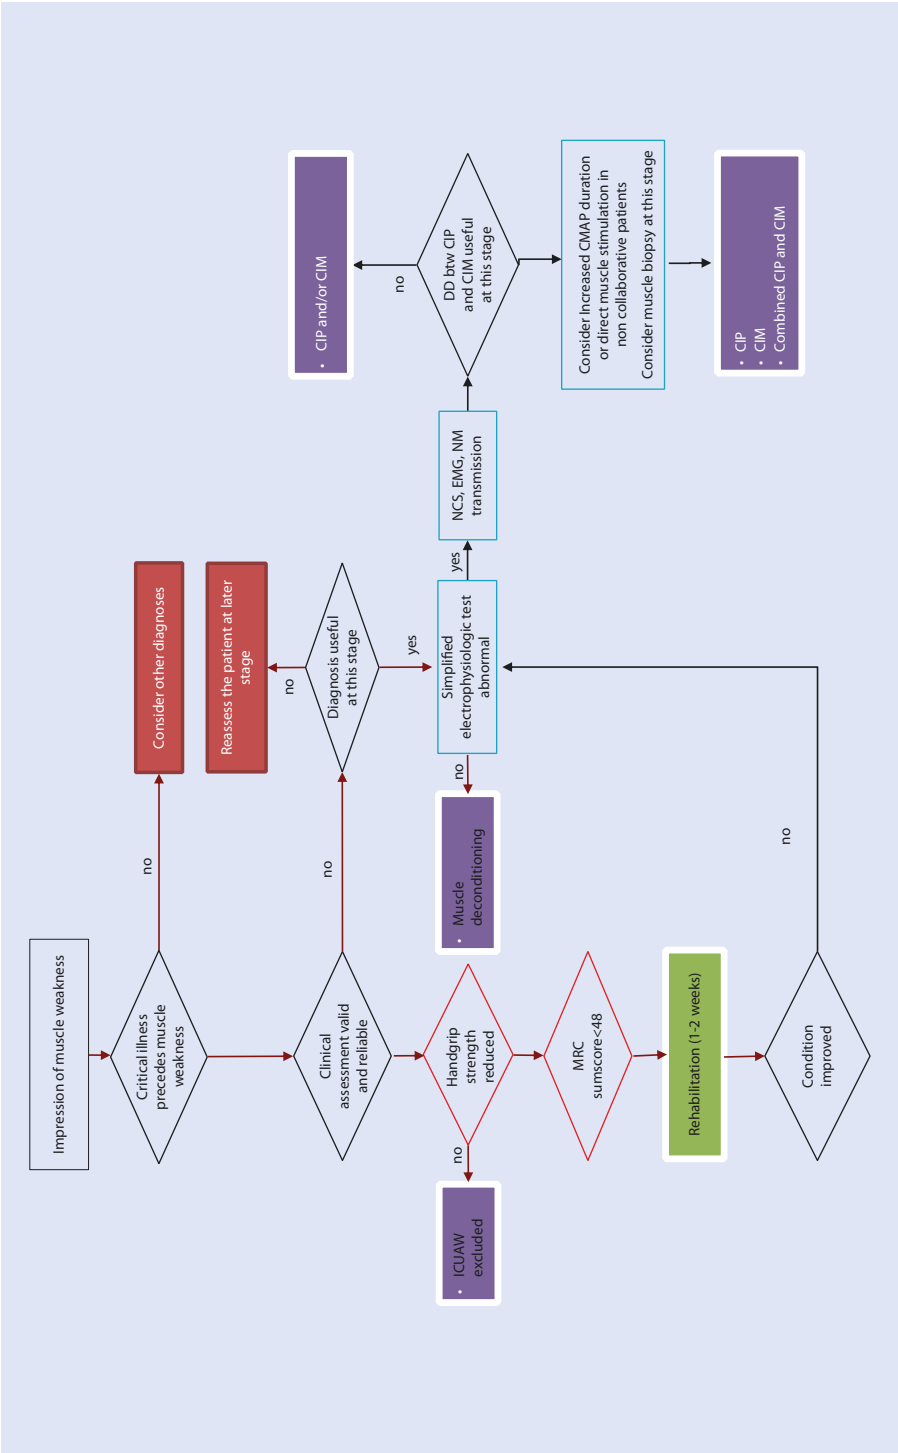 Impression of muscle weakness
Critical illness
precedes muscle
weakness
no
Consider other diagnoses
Clinical
assessment valid
and reliable
no
Diagnosis useful
at this stage
no
Reassess the patient at later
stage
yes
Handgrip
strength
reduced
no
• ICUAW
excluded
MRC
sumscore<48
Rehabilitation (1-2 weeks)
Condition
improved
no
Simplified
electrophysiologic test
abnormal
no
• Muscle
deconditioning
yes
NCS, EMG, NM
transmission
DD btw CIP
and CIM useful
at this stage
no
• CIP and/or CIM
Consider Increased CMAP duration
or direct muscle stimulation in
non collaborative patients
Consider muscle biopsy at this stage
• CIP
• CIM
• Combined CIP and CIM